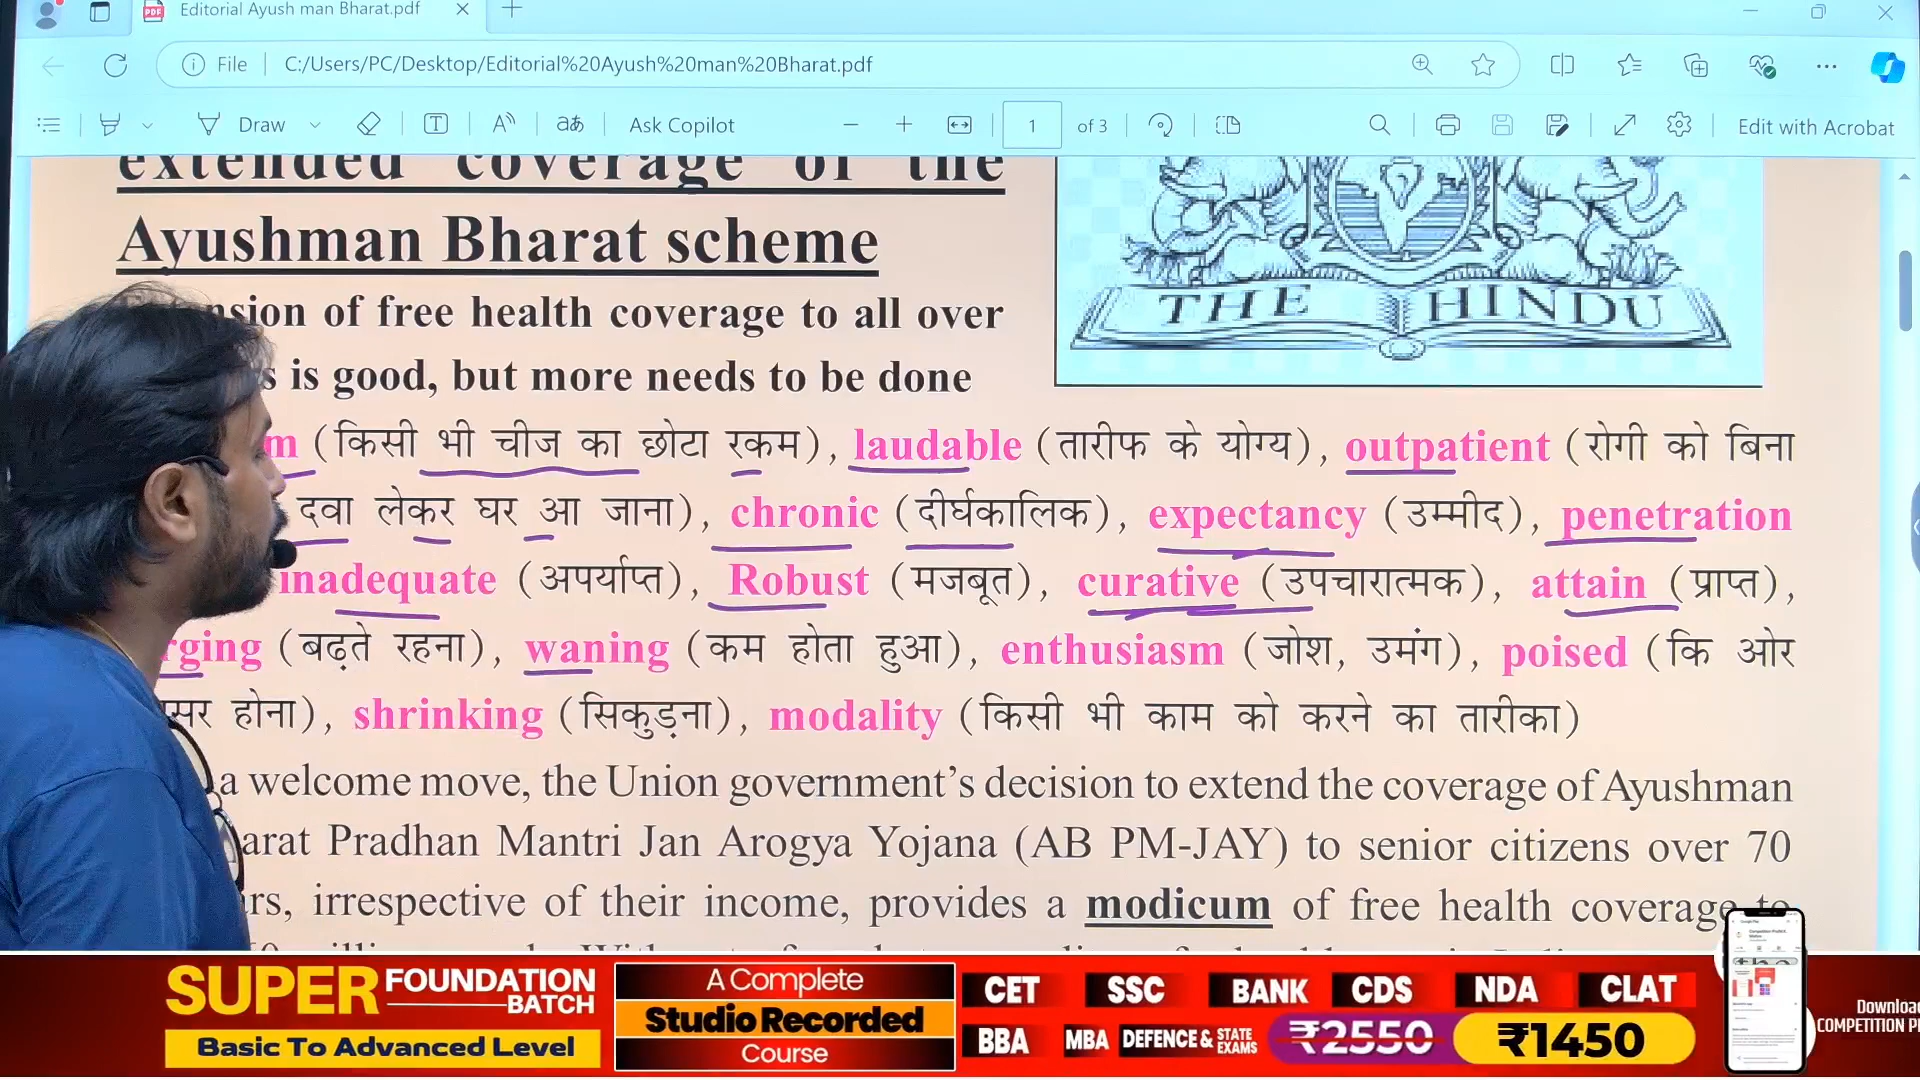 Editorial Ayush man Bharat.pdf
File
C:/Users/PC/Desktop/Editorial%20Ayush%20man%20Bharat.pdf
Draw
Ask Copilot
1 of 3
Edit with Acrobat
extended coverage of the
Ayushman Bharat scheme
of free health coverage to all over
is good, but more needs to be done
THE HINDU
(किसी भी चीज का छोटा रकम), laudable (तारीफ के योग्य), outpatient (रोगी को बिना
दवा लेकर घर आ जाना), chronic (दीर्घकालिक), expectancy (उम्मीद), penetration
inadequate (अपर्याप्त), Robust (मजबूत), curative (उपचारात्मक), attain (प्राप्त),
(बढ़ते रहना), waning (कम होता हुआ), enthusiasm (जोश, उमंग), poised (कि ओर
होना), shrinking (सिकुड़ना), modality (किसी भी काम को करने का तारीका)
a welcome move, the Union government's decision to extend the coverage of Ayushman
Pradhan Mantri Jan Arogya Yojana (AB PM-JAY) to senior citizens over 70
irrespective of their income, provides a modicum of free health coverage to
SUPER FOUNDATION BATCH
Basic To Advanced Level
A Complete
Studio Recorded
Course
CET SSC BANK CDS NDA CLAT
BBA MBA DEFENCE & STATE EXAMS ₹2550 ₹1450